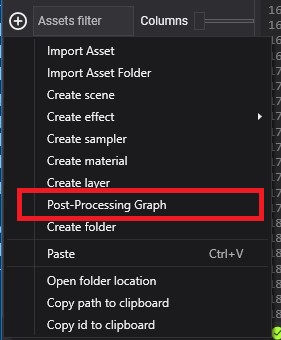 Assets filter Columns
Import Asset
Import Asset Folder
Create scene
Create effect
Create sampler
Create material
Create layer
Post-Processing Graph
Create folder
Paste Ctrl+V
Open folder location
Copy path to clipboard
Copy id to clipboard